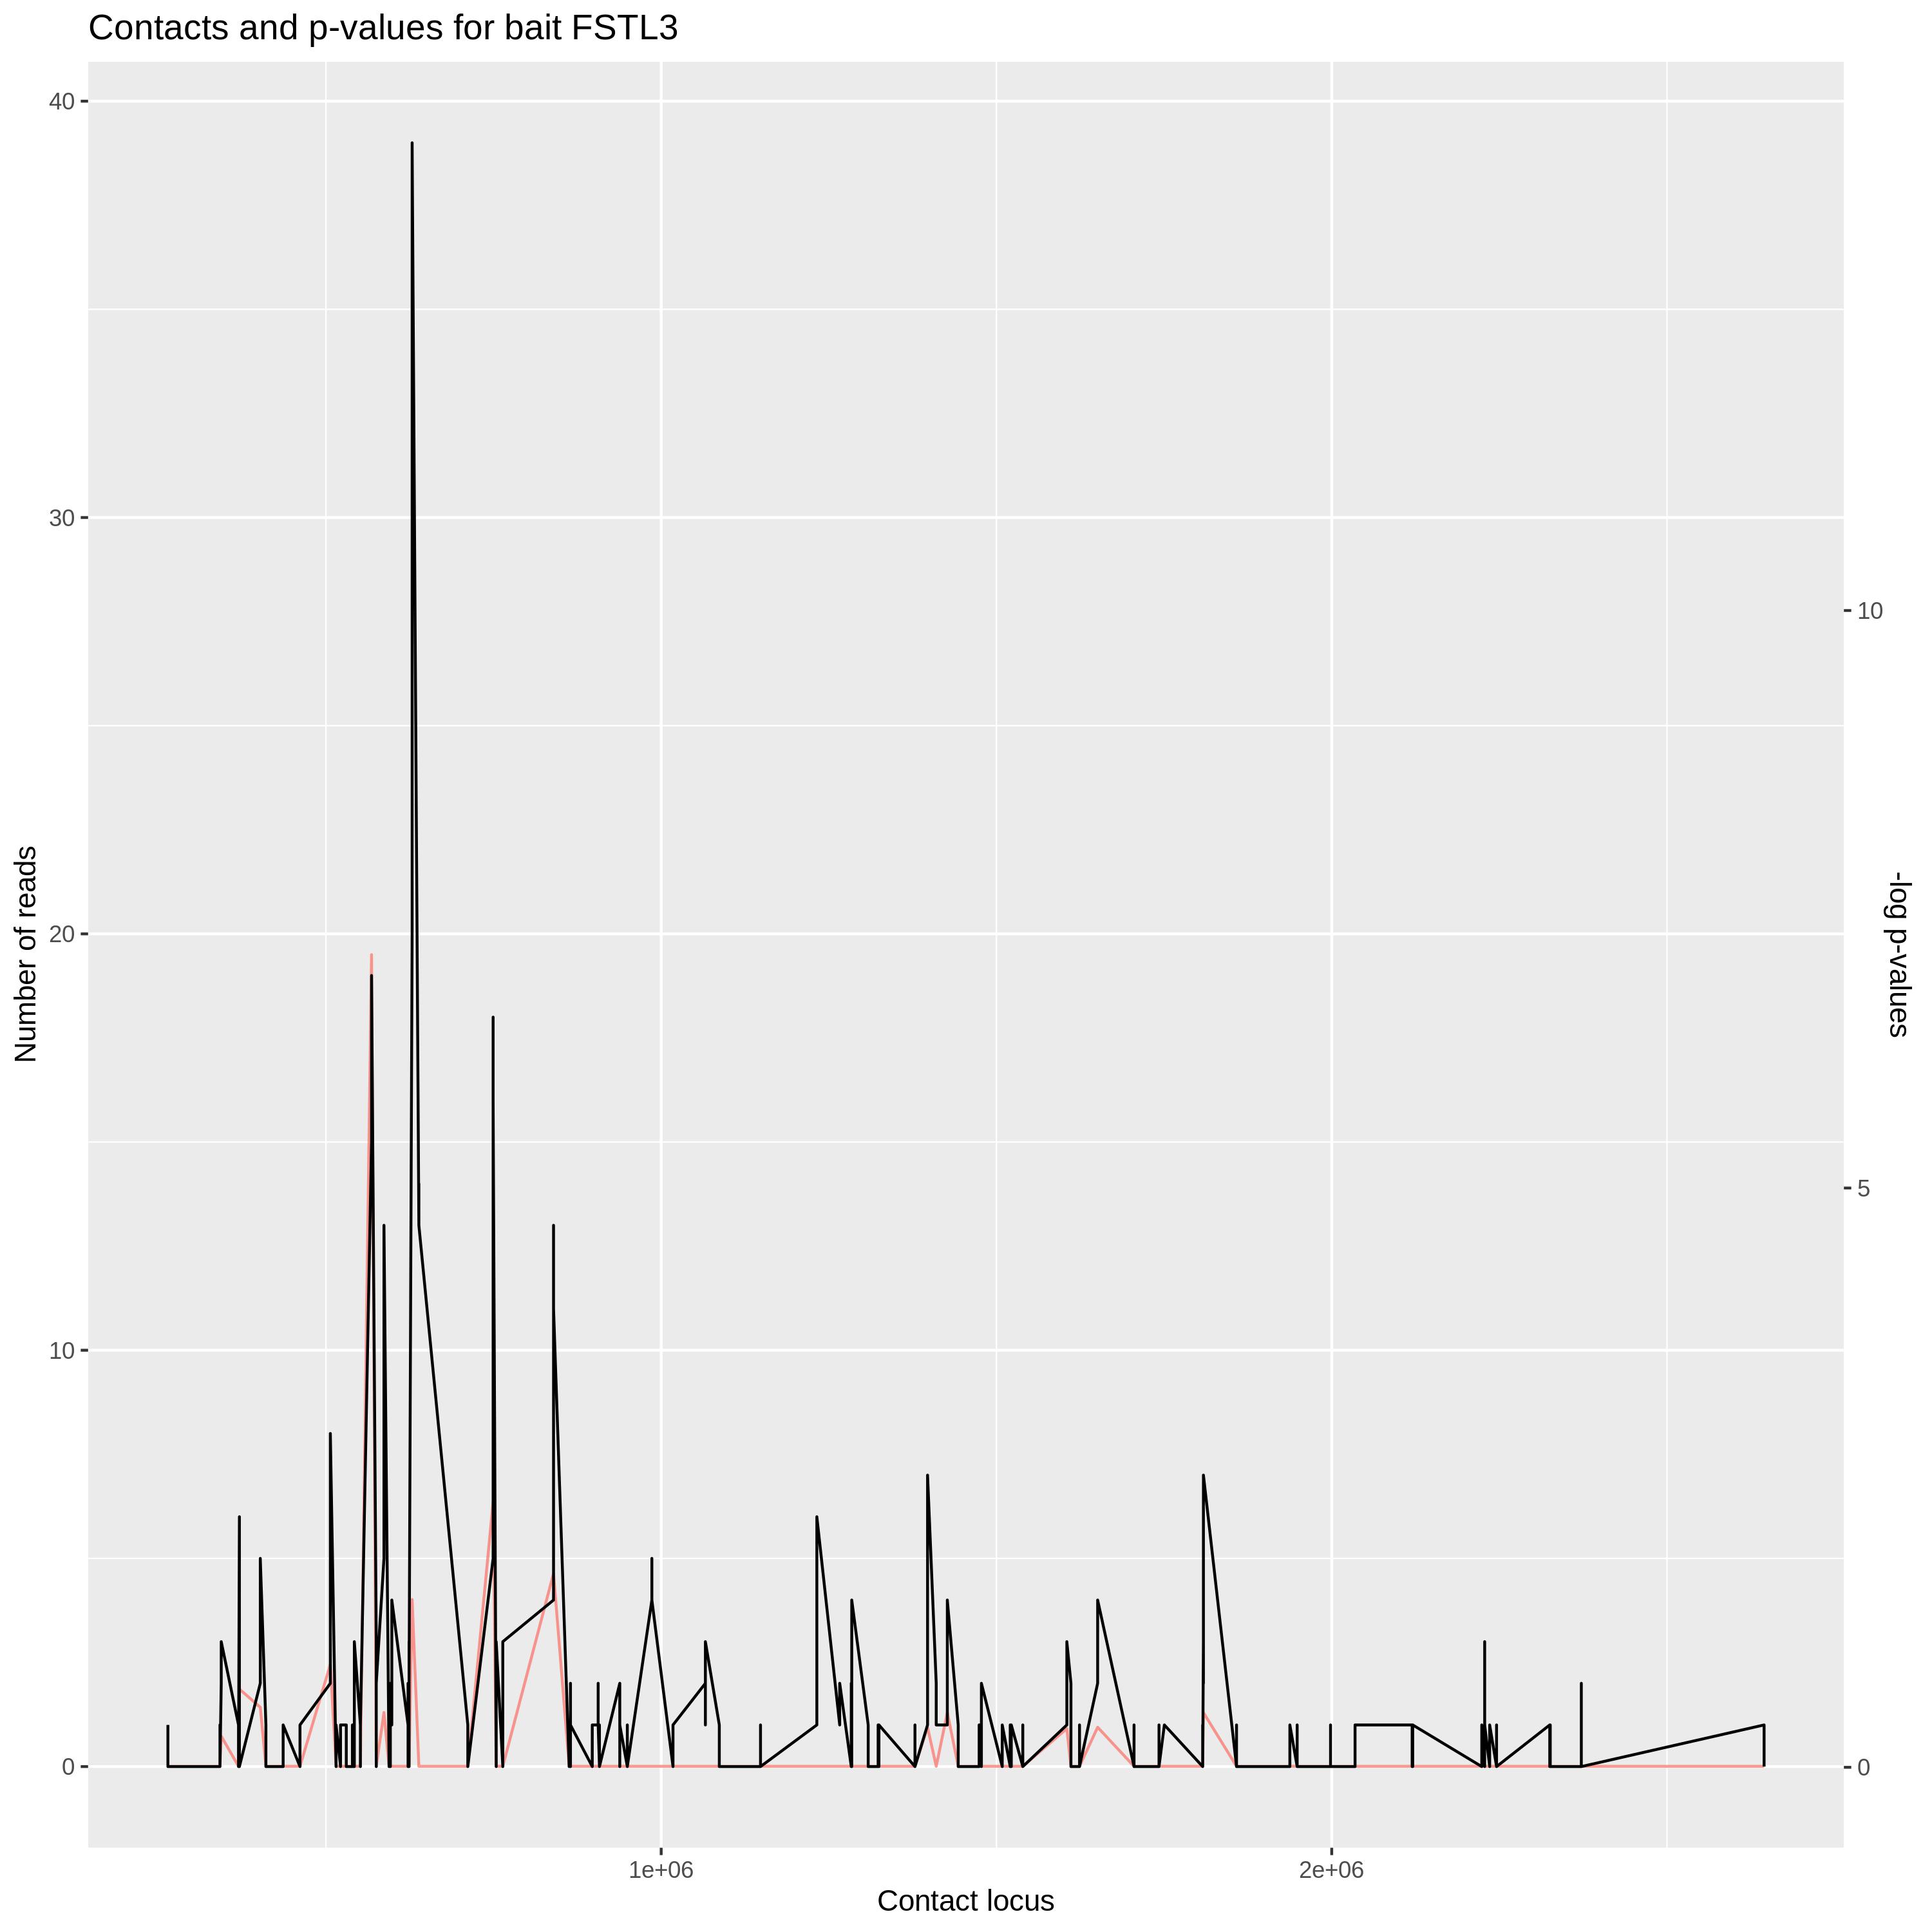 Contacts and p-values for bait FSTL3
40
30
20
10
0
Number of reads
10
5
0
-log p-values
1e+06
2e+06
Contact locus